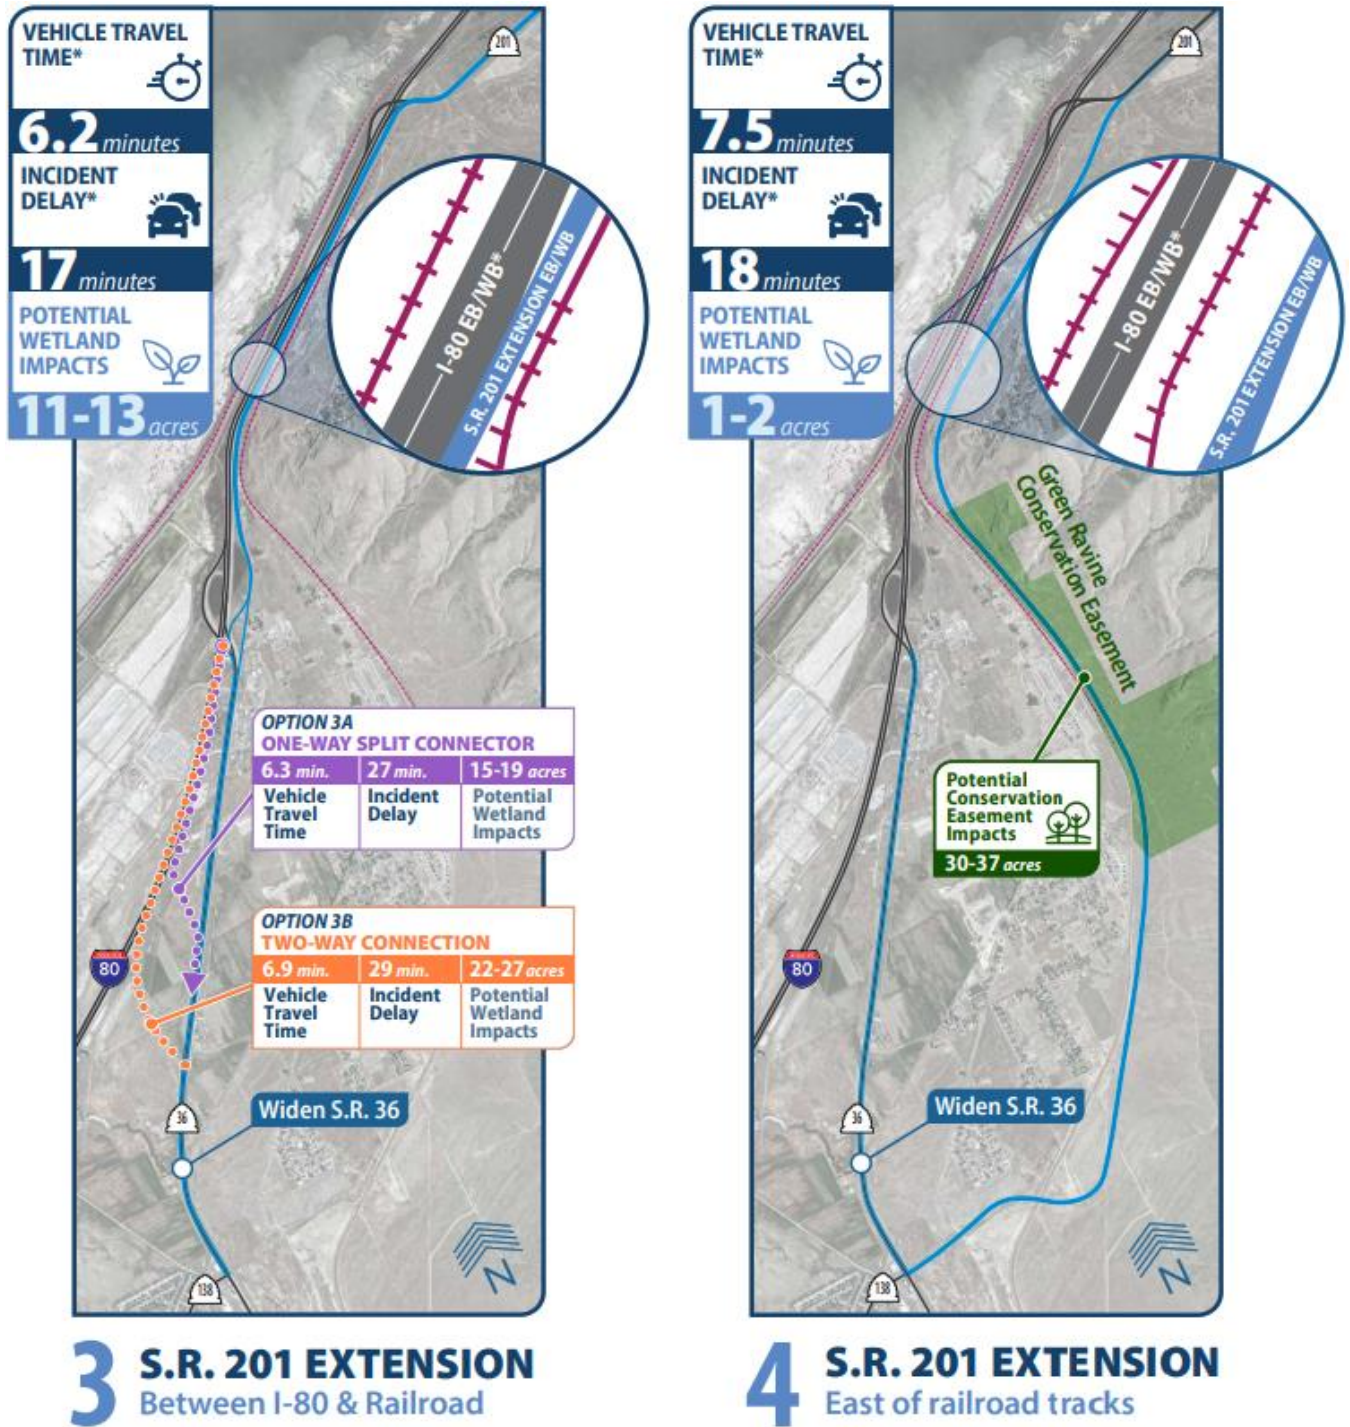 VEHICLE TRAVEL
TIME*
6.2 minutes
INCIDENT
DELAY*
17 minutes
POTENTIAL
WETLAND
IMPACTS
11-13 acres
201
I-80 EB/WB*
S.R. 201 EXTENSION EB/WB
OPTION 3A
ONE-WAY SPLIT CONNECTOR
6.3 min. 27 min. 15-19 acres
Vehicle Incident Potential
Travel Delay Wetland
Time Impacts
OPTION 3B
TWO-WAY CONNECTION
6.9 min. 29 min. 22-27 acres
Vehicle Incident Potential
Travel Delay Wetland
Time Impacts
80
36
Widen S.R. 36
138
N
3 S.R. 201 EXTENSION
Between I-80 & Railroad
VEHICLE TRAVEL
TIME*
7.5 minutes
INCIDENT
DELAY*
18 minutes
POTENTIAL
WETLAND
IMPACTS
1-2 acres
201
I-80 EB/WB*
S.R. 201 EXTENSION EB/WB
Green Ravine
Conservation Easement
Potential
Conservation
Easement
Impacts
30-37 acres
80
36
Widen S.R. 36
138
N
4 S.R. 201 EXTENSION
East of railroad tracks